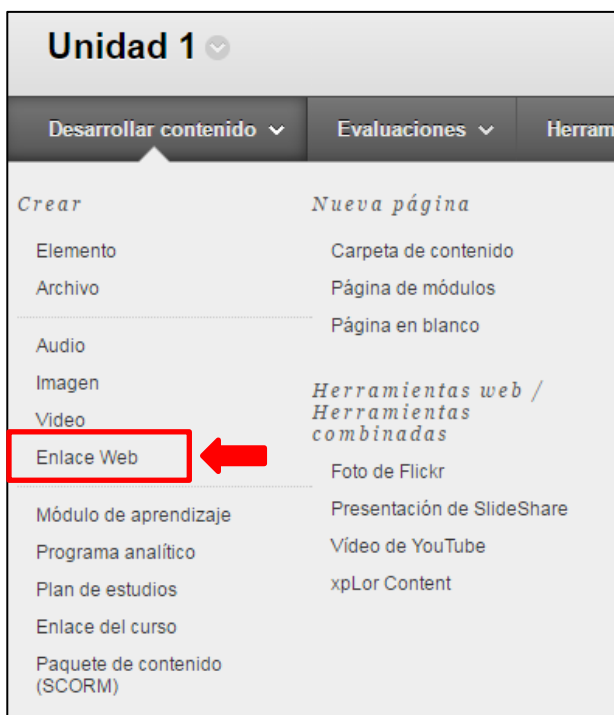 Unidad 1
Desarrollar contenido
Evaluaciones
Herram
Crear
Elemento
Archivo
Audio
Imagen
Video
Enlace Web
Módulo de aprendizaje
Programa analítico
Plan de estudios
Enlace del curso
Paquete de contenido
(SCORM)
Nueva página
Carpeta de contenido
Página de módulos
Página en blanco
Herramientas web /
Herramientas
combinadas
Foto de Flickr
Presentación de SlideShare
Vídeo de YouTube
xpLor Content